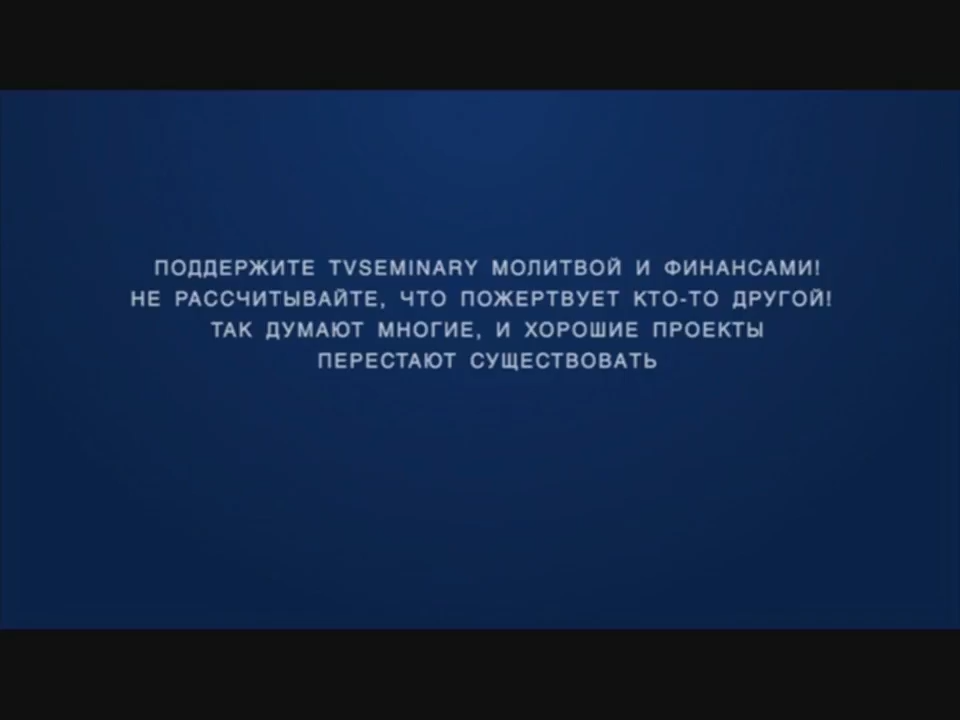 ПОДДЕРЖИТЕ TVSEMINARY МОЛИТВОЙ И ФИНАНСАМИ!
НЕ РАССЧИТЫВАЙТЕ, ЧТО ПОЖЕРТВУЕТ КТО-ТО ДРУГОЙ!
ТАК ДУМАЮТ МНОГИЕ, И ХОРОШИЕ ПРОЕКТЫ
ПЕРЕСТАЮТ СУЩЕСТВОВАТЬ